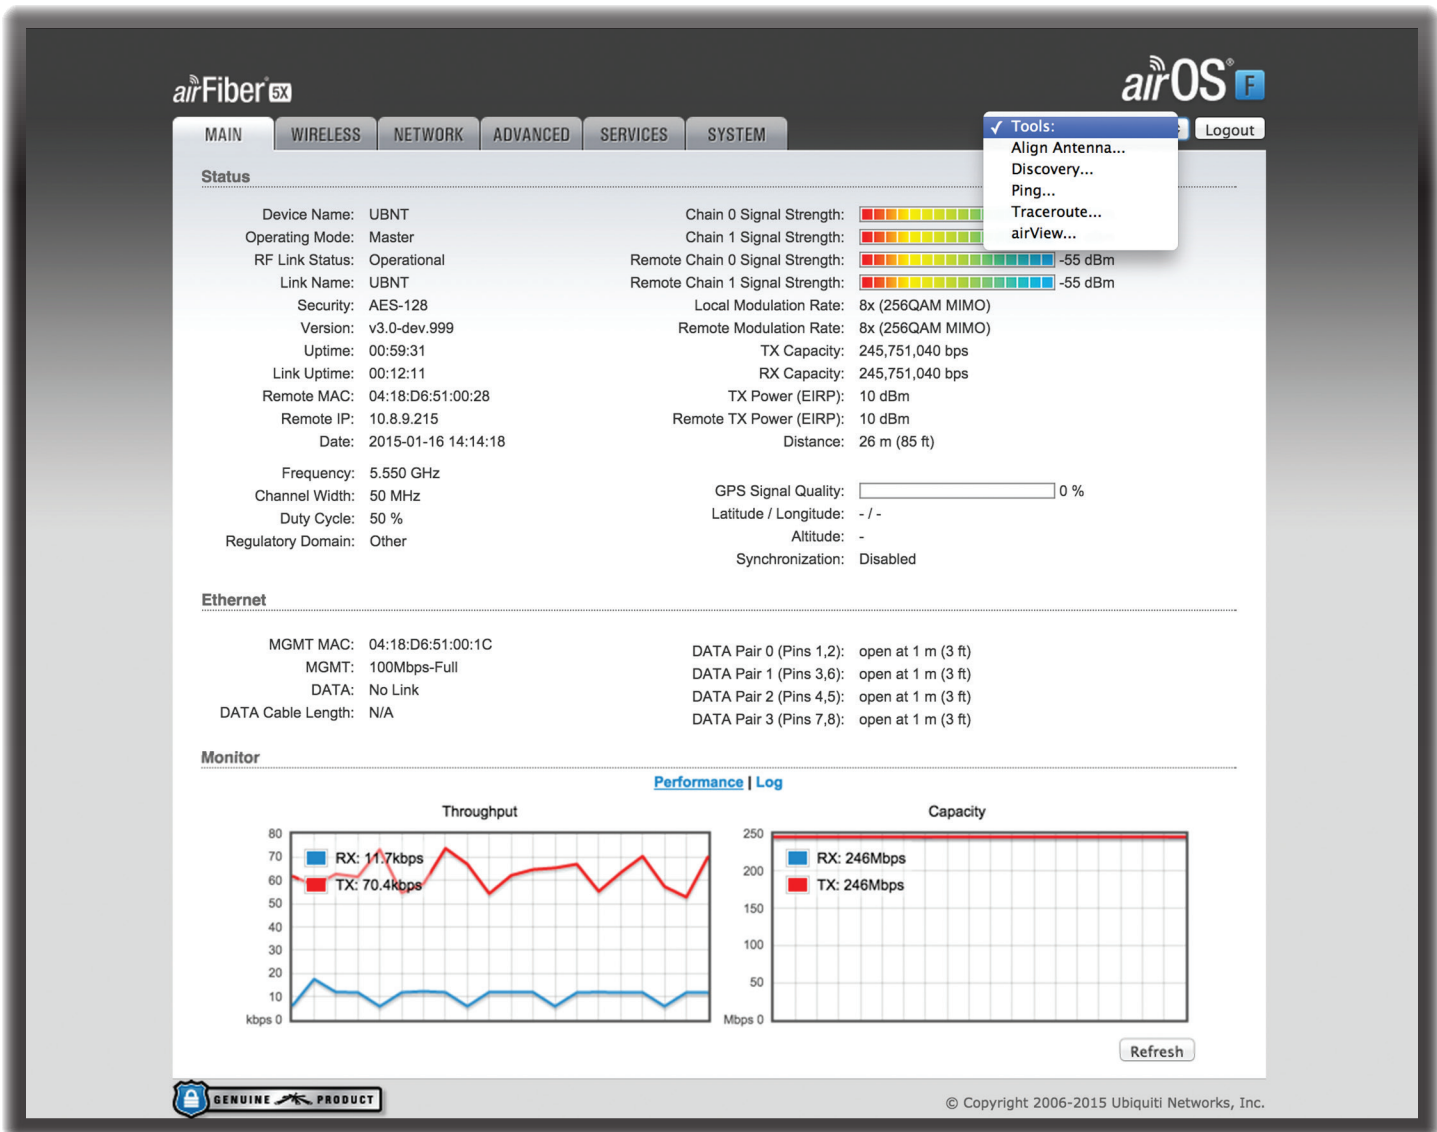 airFiber® 5X
airOS® F
MAIN
WIRELESS
NETWORK
ADVANCED
SERVICES
SYSTEM
✓ Tools:
Align Antenna...
Discovery...
Ping...
Traceroute...
airView...
Logout
Status
Device Name: UBNT
Operating Mode: Master
RF Link Status: Operational
Link Name: UBNT
Security: AES-128
Version: v3.0-dev.999
Uptime: 00:59:31
Link Uptime: 00:12:11
Remote MAC: 04:18:D6:51:00:28
Remote IP: 10.8.9.215
Date: 2015-01-16 14:14:18
Frequency: 5.550 GHz
Channel Width: 50 MHz
Duty Cycle: 50 %
Regulatory Domain: Other
Chain 0 Signal Strength:
Chain 1 Signal Strength:
Remote Chain 0 Signal Strength: -55 dBm
Remote Chain 1 Signal Strength: -55 dBm
Local Modulation Rate: 8x (256QAM MIMO)
Remote Modulation Rate: 8x (256QAM MIMO)
TX Capacity: 245,751,040 bps
RX Capacity: 245,751,040 bps
TX Power (EIRP): 10 dBm
Remote TX Power (EIRP): 10 dBm
Distance: 26 m (85 ft)
GPS Signal Quality: 0 %
Latitude / Longitude: - / -
Altitude: -
Synchronization: Disabled
Ethernet
MGMT MAC: 04:18:D6:51:00:1C
MGMT: 100Mbps-Full
DATA: No Link
DATA Cable Length: N/A
DATA Pair 0 (Pins 1,2): open at 1 m (3 ft)
DATA Pair 1 (Pins 3,6): open at 1 m (3 ft)
DATA Pair 2 (Pins 4,5): open at 1 m (3 ft)
DATA Pair 3 (Pins 7,8): open at 1 m (3 ft)
Monitor
Performance | Log
Throughput
80
70
60
50
40
30
20
10
kbps 0
RX: 11.7kbps
TX: 70.4kbps
Capacity
250
200
150
100
50
Mbps 0
RX: 246Mbps
TX: 246Mbps
Refresh
GENUINE PRODUCT
© Copyright 2006-2015 Ubiquiti Networks, Inc.